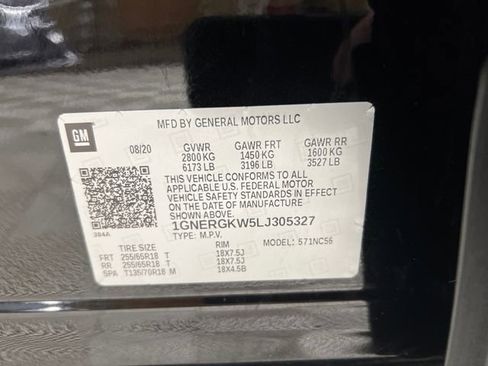 MFD BY GENERAL MOTORS LLC
GM
08/20 GVWR GAWR FRT GAWR RR
2800 KG 1450 KG 1600 KG
6173 LB 3196 LB 3527 LB
THIS VEHICLE CONFORMS TO ALL
APPLICABLE U.S. FEDERAL MOTOR
VEHICLE SAFETY STANDARDS IN EFFECT ON
THE DATE OF MANUFACTURE SHOWN ABOVE.
384A
1GNERGKW5LJ305327
TYPE: M.P.V. MODEL: 571NC56
TIRE SIZE RIM
FRT 255/65R18 T 18X7.5J
RR 255/65R18 T 18X7.5J
SPA T135/70R18 M 18X4.5B